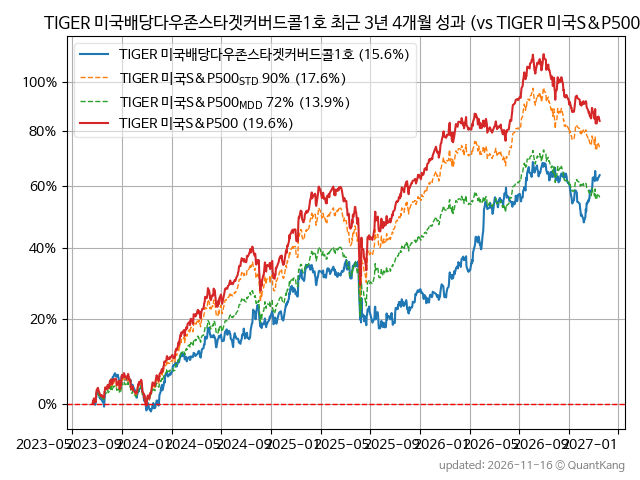 TIGER 미국배당다우존스타겟커버드콜1호 최근 3년 4개월 성과 (vs TIGER 미국S&P500
TIGER 미국배당다우존스타겟커버드콜1호 (15.6%)
TIGER 미국S&P500STD 90% (17.6%)
TIGER 미국S&P500MDD 72% (13.9%)
TIGER 미국S&P500 (19.6%)
100%
80%
60%
40%
20%
0%
2023-05 2023-09 2024-01 2024-05 2024-09 2025-01 2025-05 2025-09 2026-01 2026-05 2026-09 2027-01
updated: 2026-11-16 ⓒ QuantKang